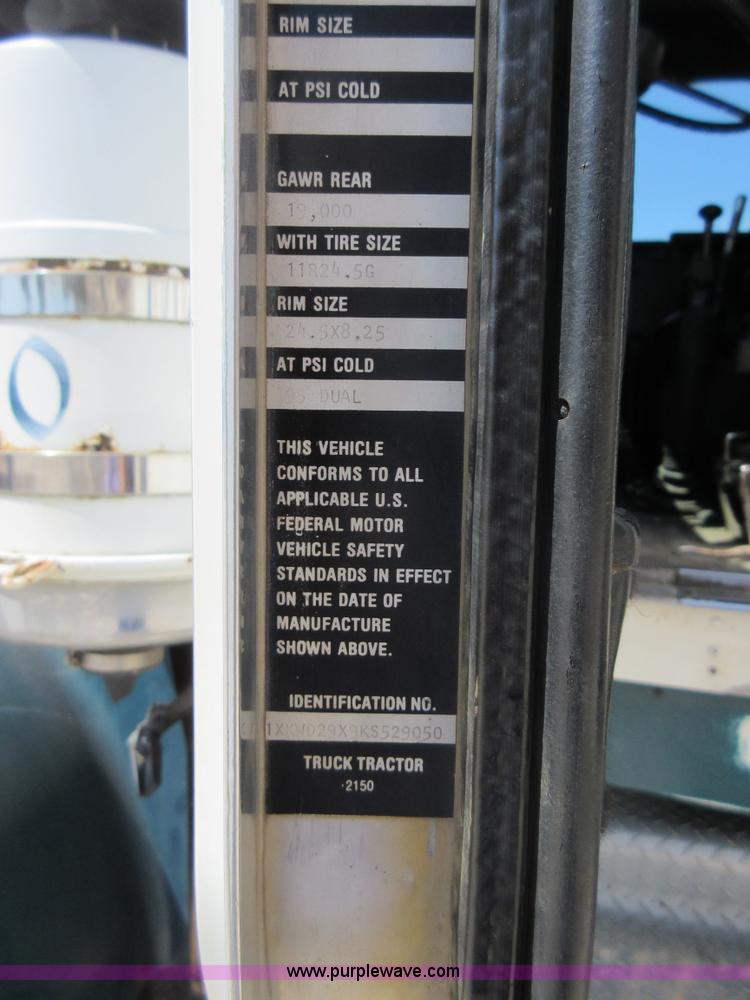 RIM SIZE
AT PSI COLD
GAWR REAR
19,000
WITH TIRE SIZE
11R24.5G
RIM SIZE
24.5X8.25
AT PSI COLD
95 DUAL
THIS VEHICLE
CONFORMS TO ALL
APPLICABLE U.S.
FEDERAL MOTOR
VEHICLE SAFETY
STANDARDS IN EFFECT
ON THE DATE OF
MANUFACTURE
SHOWN ABOVE.
IDENTIFICATION NO.
1XKWD29X9KS529050
TRUCK TRACTOR
2150
www.purplewave.com